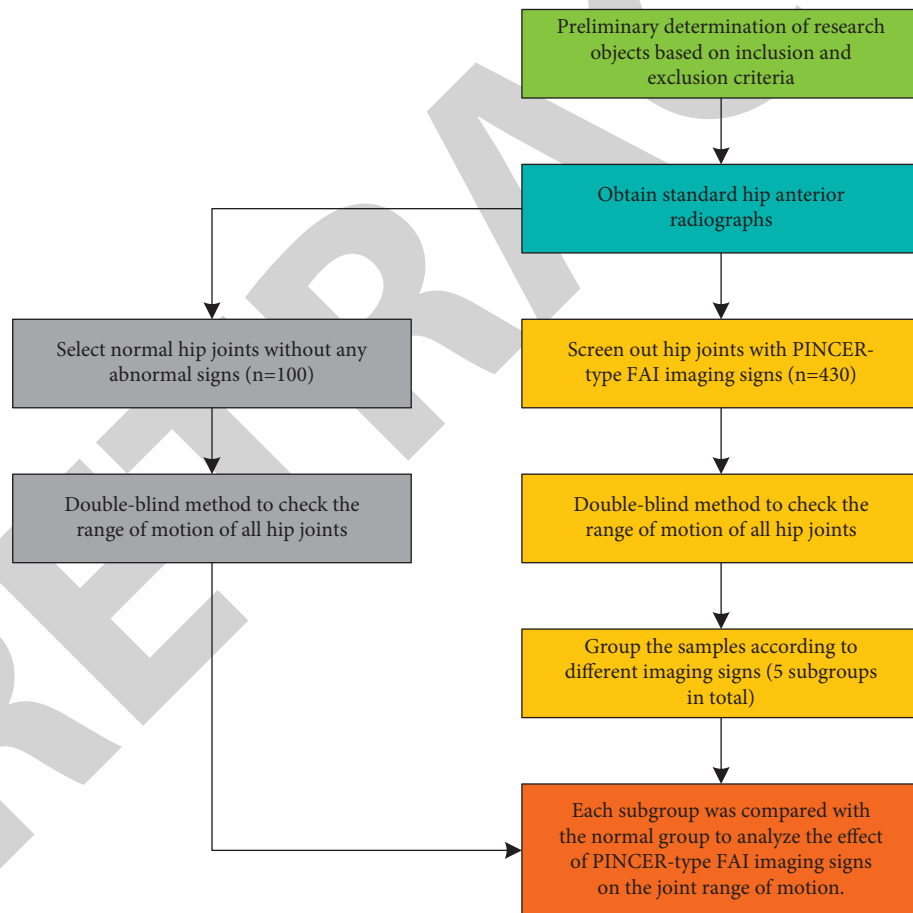 Preliminary determination of research
objects based on inclusion and
exclusion criteria
Obtain standard hip anterior
radiographs
Select normal hip joints without any
abnormal signs (n=100)
Screen out hip joints with PINCER-
type FAI imaging signs (n=430)
Double-blind method to check the
range of motion of all hip joints
Double-blind method to check the
range of motion of all hip joints
Group the samples according to
different imaging signs (5 subgroups
in total)
Each subgroup was compared with
the normal group to analyze the effect
of PINCER-type FAI imaging signs
on the joint range of motion.
RETRAC